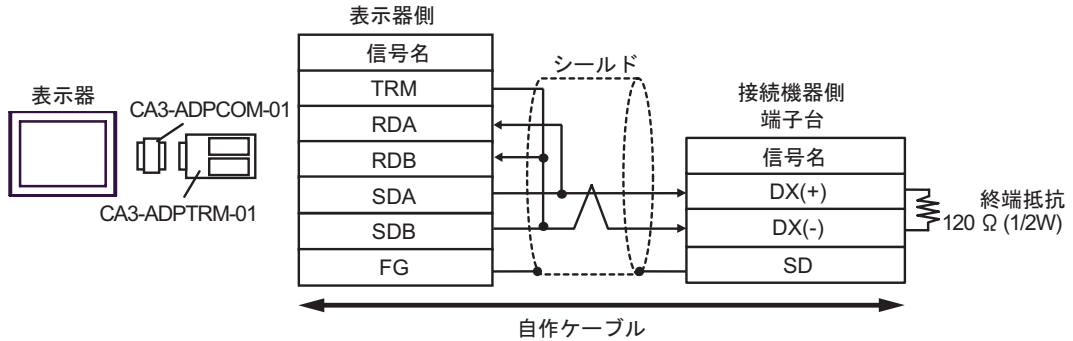 表示器
CA3-ADPCOM-01
CA3-ADPTRM-01
表示器側
信号名
TRM
RDA
RDB
SDA
SDB
FG
シールド
接続機器側
端子台
信号名
DX(+)
DX(-)
SD
終端抵抗
120 Ω (1/2W)
自作ケーブル